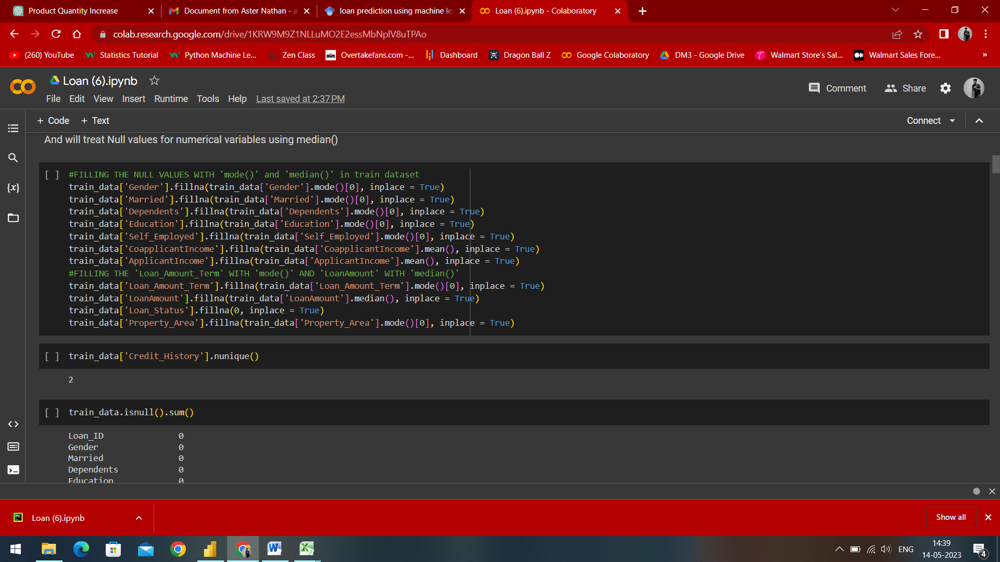 Product Quantity Increase
Document from Aster Nathan - a
loan prediction using machine le
Loan (6).ipynb - Colaboratory
colab.research.google.com/drive/1KRW9M9Z1NLLuMO2E2essMbNplV8uTPAo
(260) YouTube
Statistics Tutorial
Python Machine Le...
Zen Class
Overtakefans.com -...
Dashboard
Dragon Ball Z
Google Colaboratory
DM3 - Google Drive
Walmart Store's Sal...
Walmart Sales Fore...
»
Loan (6).ipynb
Comment
Share
File Edit View Insert Runtime Tools Help Last saved at 2:37 PM
+ Code + Text
Connect
And will treat Null values for numerical variables using median()
[ ] #FILLING THE NULL VALUES WITH 'mode()' and 'median()' in train dataset
train_data['Gender'].fillna(train_data['Gender'].mode()[0], inplace = True)
train_data['Married'].fillna(train_data['Married'].mode()[0], inplace = True)
train_data['Dependents'].fillna(train_data['Dependents'].mode()[0], inplace = True)
train_data['Education'].fillna(train_data['Education'].mode()[0], inplace = True)
train_data['Self_Employed'].fillna(train_data['Self_Employed'].mode()[0], inplace = True)
train_data['CoapplicantIncome'].fillna(train_data['CoapplicantIncome'].mean(), inplace = True)
train_data['ApplicantIncome'].fillna(train_data['ApplicantIncome'].mean(), inplace = True)
#FILLING THE 'Loan_Amount_Term' WITH 'mode()' AND 'LoanAmount' WITH 'median()'
train_data['Loan_Amount_Term'].fillna(train_data['Loan_Amount_Term'].mode()[0], inplace = True)
train_data['LoanAmount'].fillna(train_data['LoanAmount'].median(), inplace = True)
train_data['Loan_Status'].fillna(0, inplace = True)
train_data['Property_Area'].fillna(train_data['Property_Area'].mode()[0], inplace = True)
[ ] train_data['Credit_History'].nunique()
2
[ ] train_data.isnull().sum()
Loan_ID 0
Gender 0
Married 0
Dependents 0
Education 0
{x}
Loan (6).ipynb
Show all
ENG
14:39
14-05-2023
4